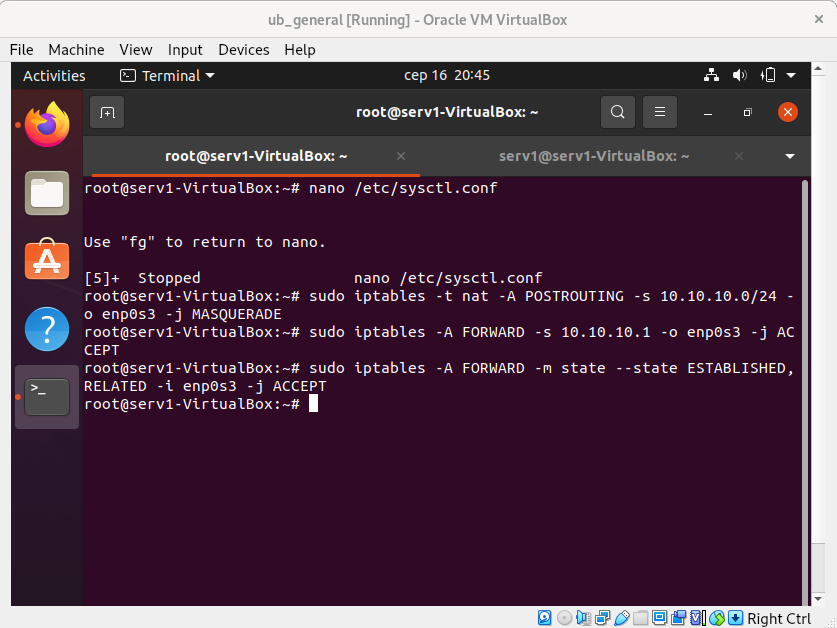 ub_general [Running] - Oracle VM VirtualBox
File Machine View Input Devices Help
Activities Terminal сер 16 20:45
root@serv1-VirtualBox: ~
root@serv1-VirtualBox: ~ serv1@serv1-VirtualBox: ~
root@serv1-VirtualBox:~# nano /etc/sysctl.conf
Use "fg" to return to nano.
[5]+  Stopped                 nano /etc/sysctl.conf
root@serv1-VirtualBox:~# sudo iptables -t nat -A POSTROUTING -s 10.10.10.0/24 -
o enp0s3 -j MASQUERADE
root@serv1-VirtualBox:~# sudo iptables -A FORWARD -s 10.10.10.1 -o enp0s3 -j AC
CEPT
root@serv1-VirtualBox:~# sudo iptables -A FORWARD -m state --state ESTABLISHED,
RELATED -i enp0s3 -j ACCEPT
root@serv1-VirtualBox:~#
Right Ctrl